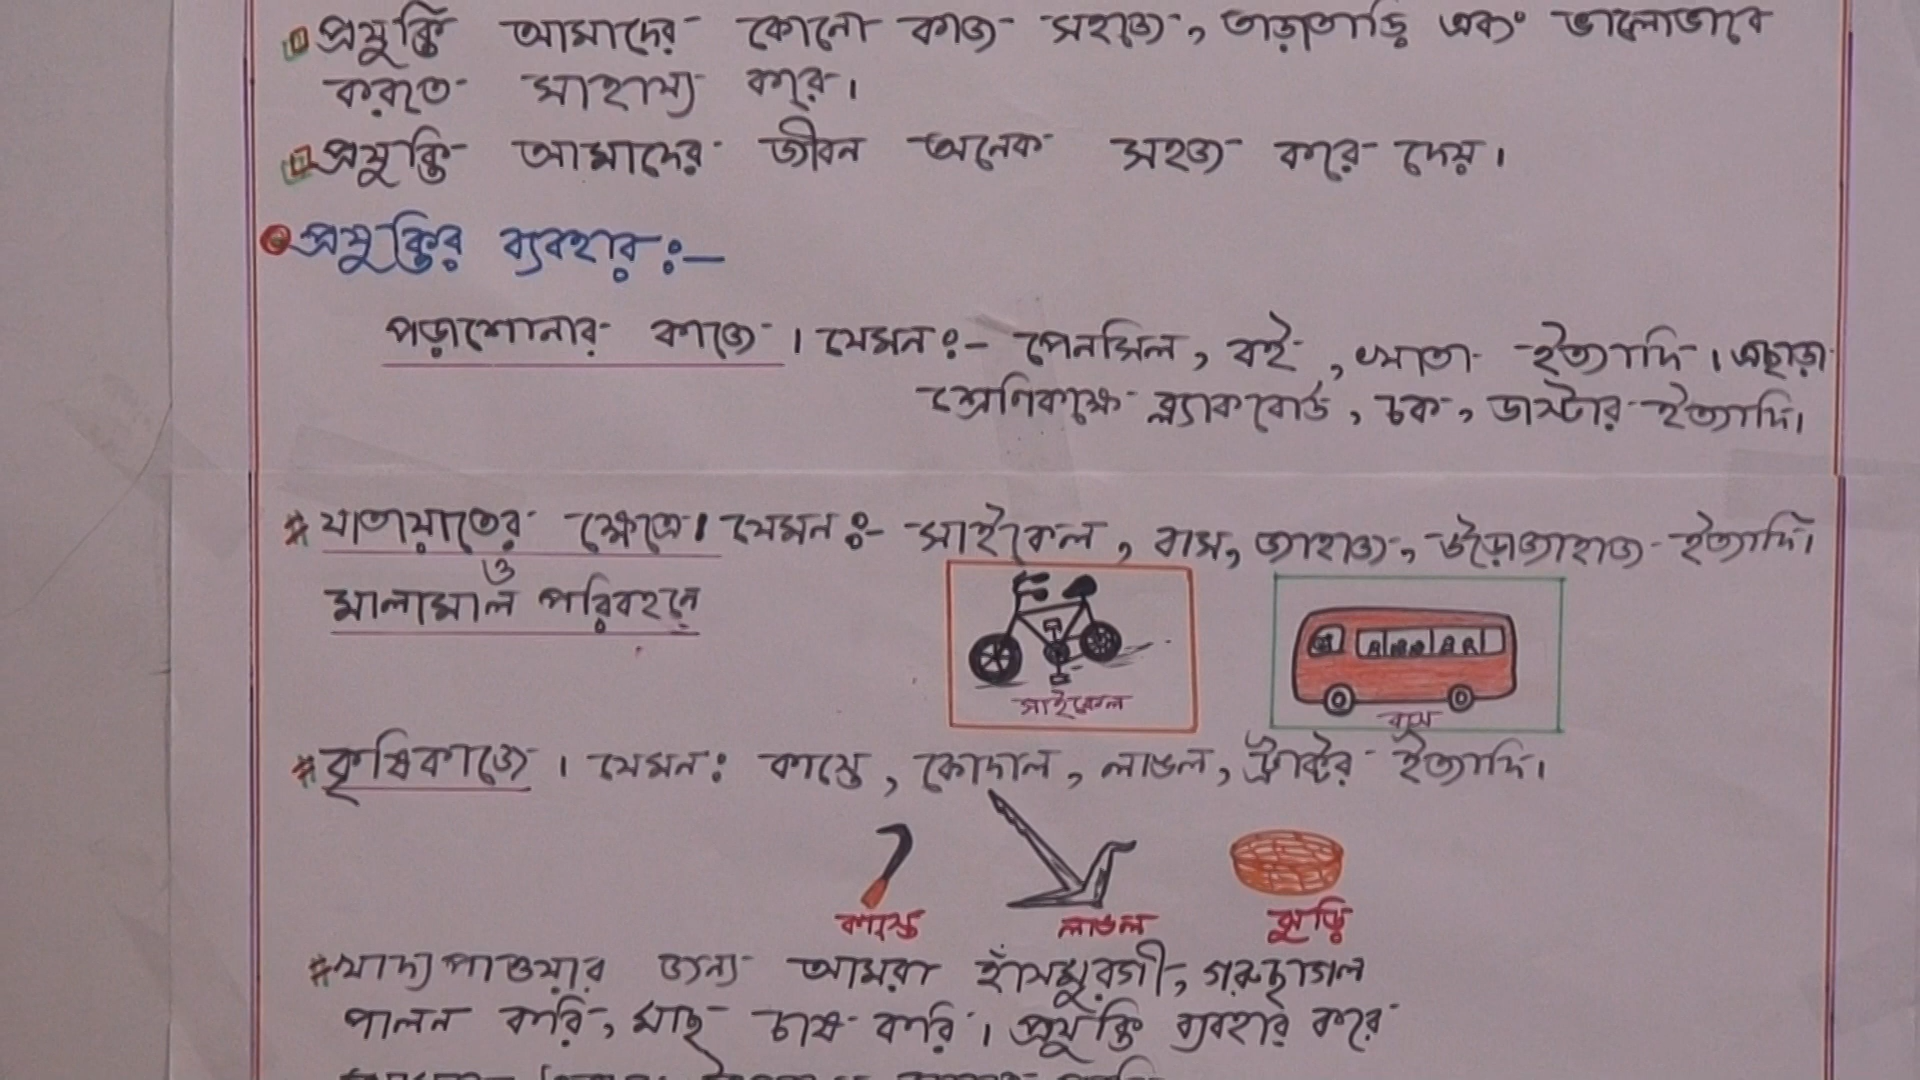 প্রযুক্তি আমাদের কোনো কাজ সহজে, তাড়াতাড়ি এবং ভালোভাবে
করতে সাহায্য করে।
প্রযুক্তি আমাদের জীবন অনেক সহজ করে দেয়।
প্রযুক্তির ব্যবহার:—
পড়াশোনার কাজে। যেমন:- পেনসিল, বই, খাতা ইত্যাদি। এছাড়া
শ্রেণিকক্ষে ব্ল্যাকবোর্ড, চক, ডাস্টার ইত্যাদি।
* যাতায়াতের ক্ষেত্রে। যেমন:- সাইকেল, বাস, জাহাজ, উড়োজাহাজ ইত্যাদি।
ও
মালামাল পরিবহনে
সাইকেল
বাস
* কৃষিকাজে। যেমন: কাস্তে, কোদাল, লাঙল, ট্রাক্টর ইত্যাদি।
কাস্তে লাঙল ঝুড়ি
* খাদ্য পাওয়ার জন্য আমরা হাঁসমুরগী, গরুছাগল
পালন করি, মাছ চাষ করি। প্রযুক্তি ব্যবহার করে